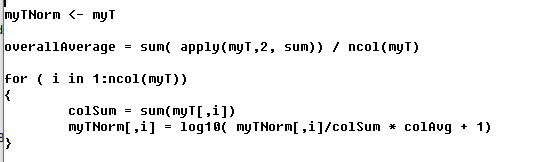 myTNorm <- myT
overallAverage = sum( apply(myT,2, sum)) / ncol(myT)
for ( i in 1:ncol(myT))
{
colSum = sum(myT[,i])
myTNorm[,i] = log10( myTNorm[,i]/colSum * colAvg + 1)
}